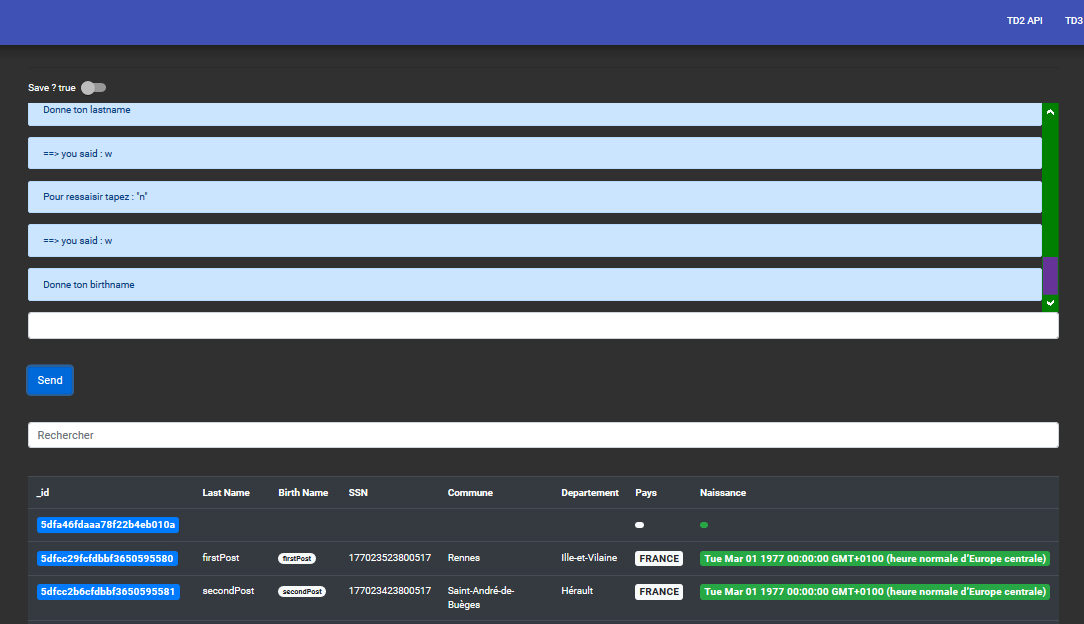 TD2 API TD3
Save ? true
Donne ton lastname
==> you said : w
Pour ressaisir tapez : "n"
==> you said : w
Donne ton birthname
Send
Rechercher
_id Last Name Birth Name SSN Commune Departement Pays Naissance
5dfa46fdaaa78f22b4eb010a
5dfcc29fcfdbbf3650595580 firstPost firstPost 177023523800517 Rennes Ille-et-Vilaine FRANCE Tue Mar 01 1977 00:00:00 GMT+0100 (heure normale d'Europe centrale)
5dfcc2b6cfdbbf3650595581 secondPost secondPost 177023423800517 Saint-André-de-Buèges Hérault FRANCE Tue Mar 01 1977 00:00:00 GMT+0100 (heure normale d'Europe centrale)